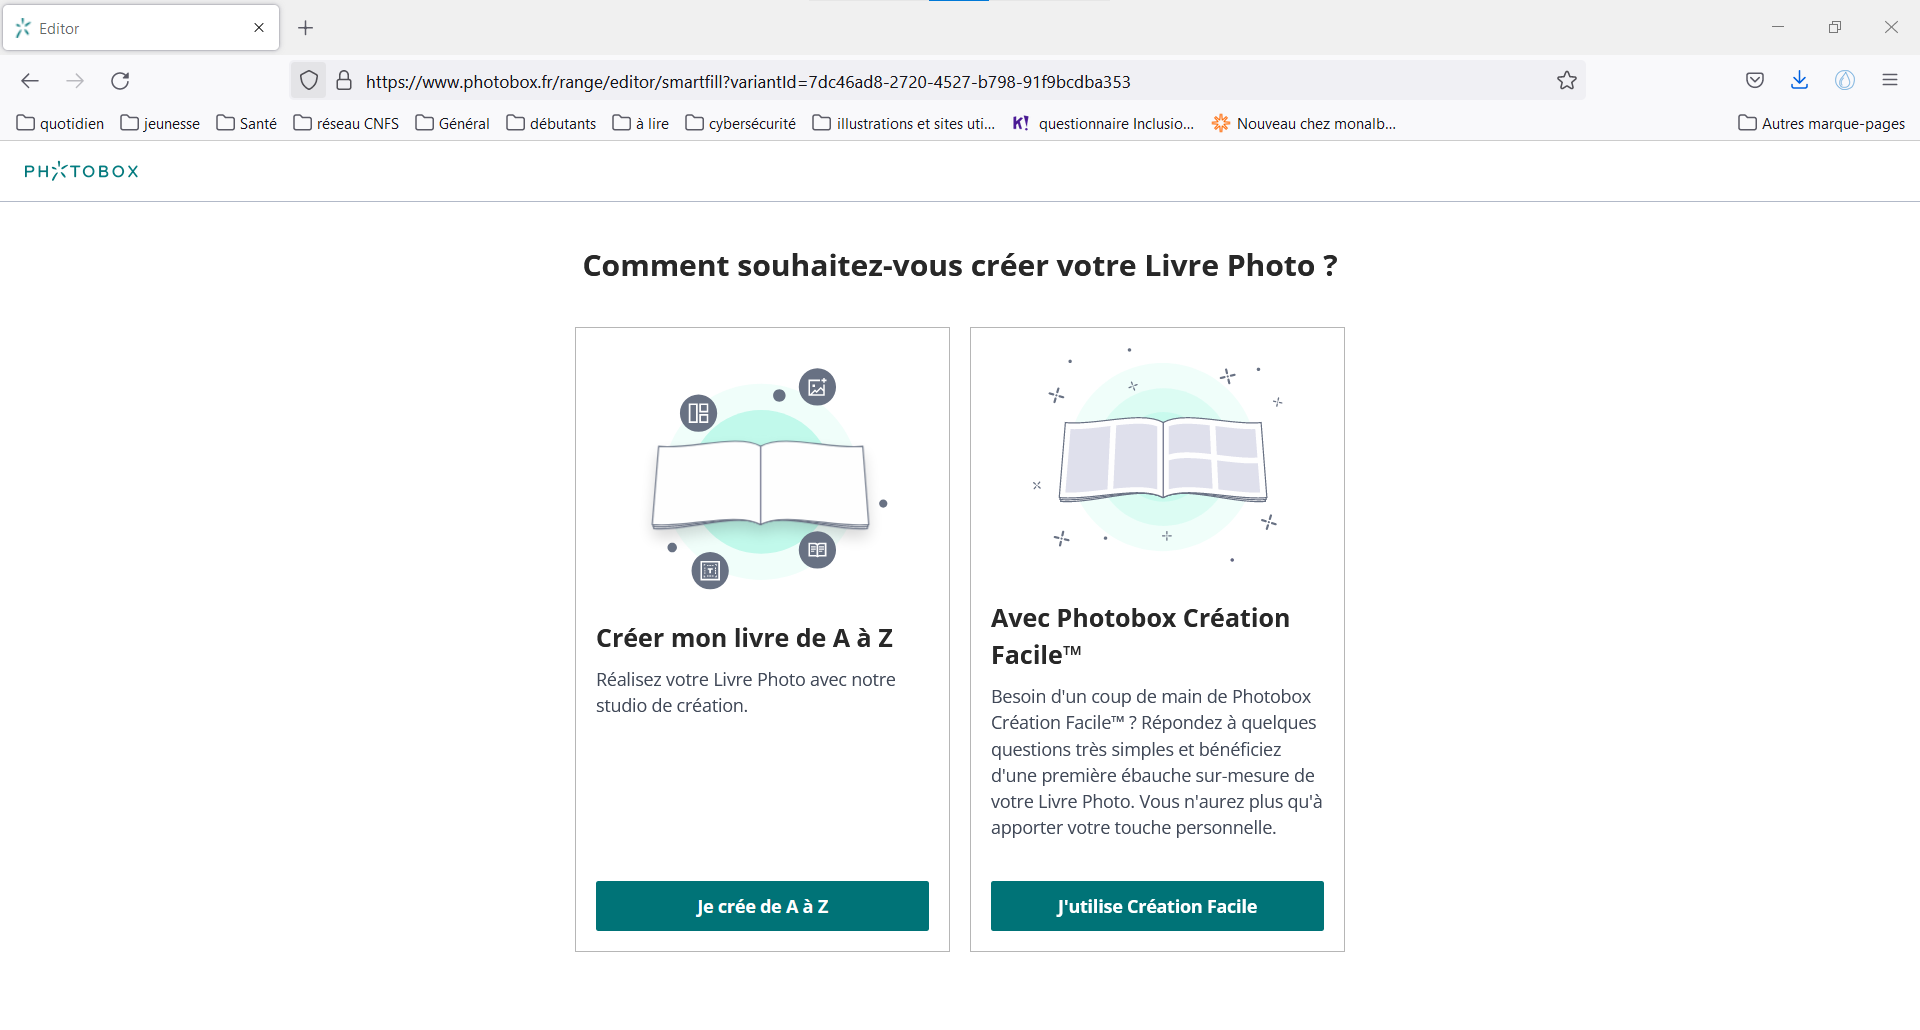 Editor
https://www.photobox.fr/range/editor/smartfill?variantId=7dc46ad8-2720-4527-b798-91f9bcdba353
quotidien jeunesse Santé réseau CNFS Général débutants à lire cybersécurité illustrations et sites uti... K! questionnaire Inclusio... Nouveau chez monalb... Autres marque-pages
PHOTOBOX
Comment souhaitez-vous créer votre Livre Photo ?
Créer mon livre de A à Z
Réalisez votre Livre Photo avec notre
studio de création.
Je crée de A à Z
Avec Photobox Création
Facile™
Besoin d'un coup de main de Photobox
Création Facile™ ? Répondez à quelques
questions très simples et bénéficiez
d'une première ébauche sur-mesure de
votre Livre Photo. Vous n'aurez plus qu'à
apporter votre touche personnelle.
J'utilise Création Facile